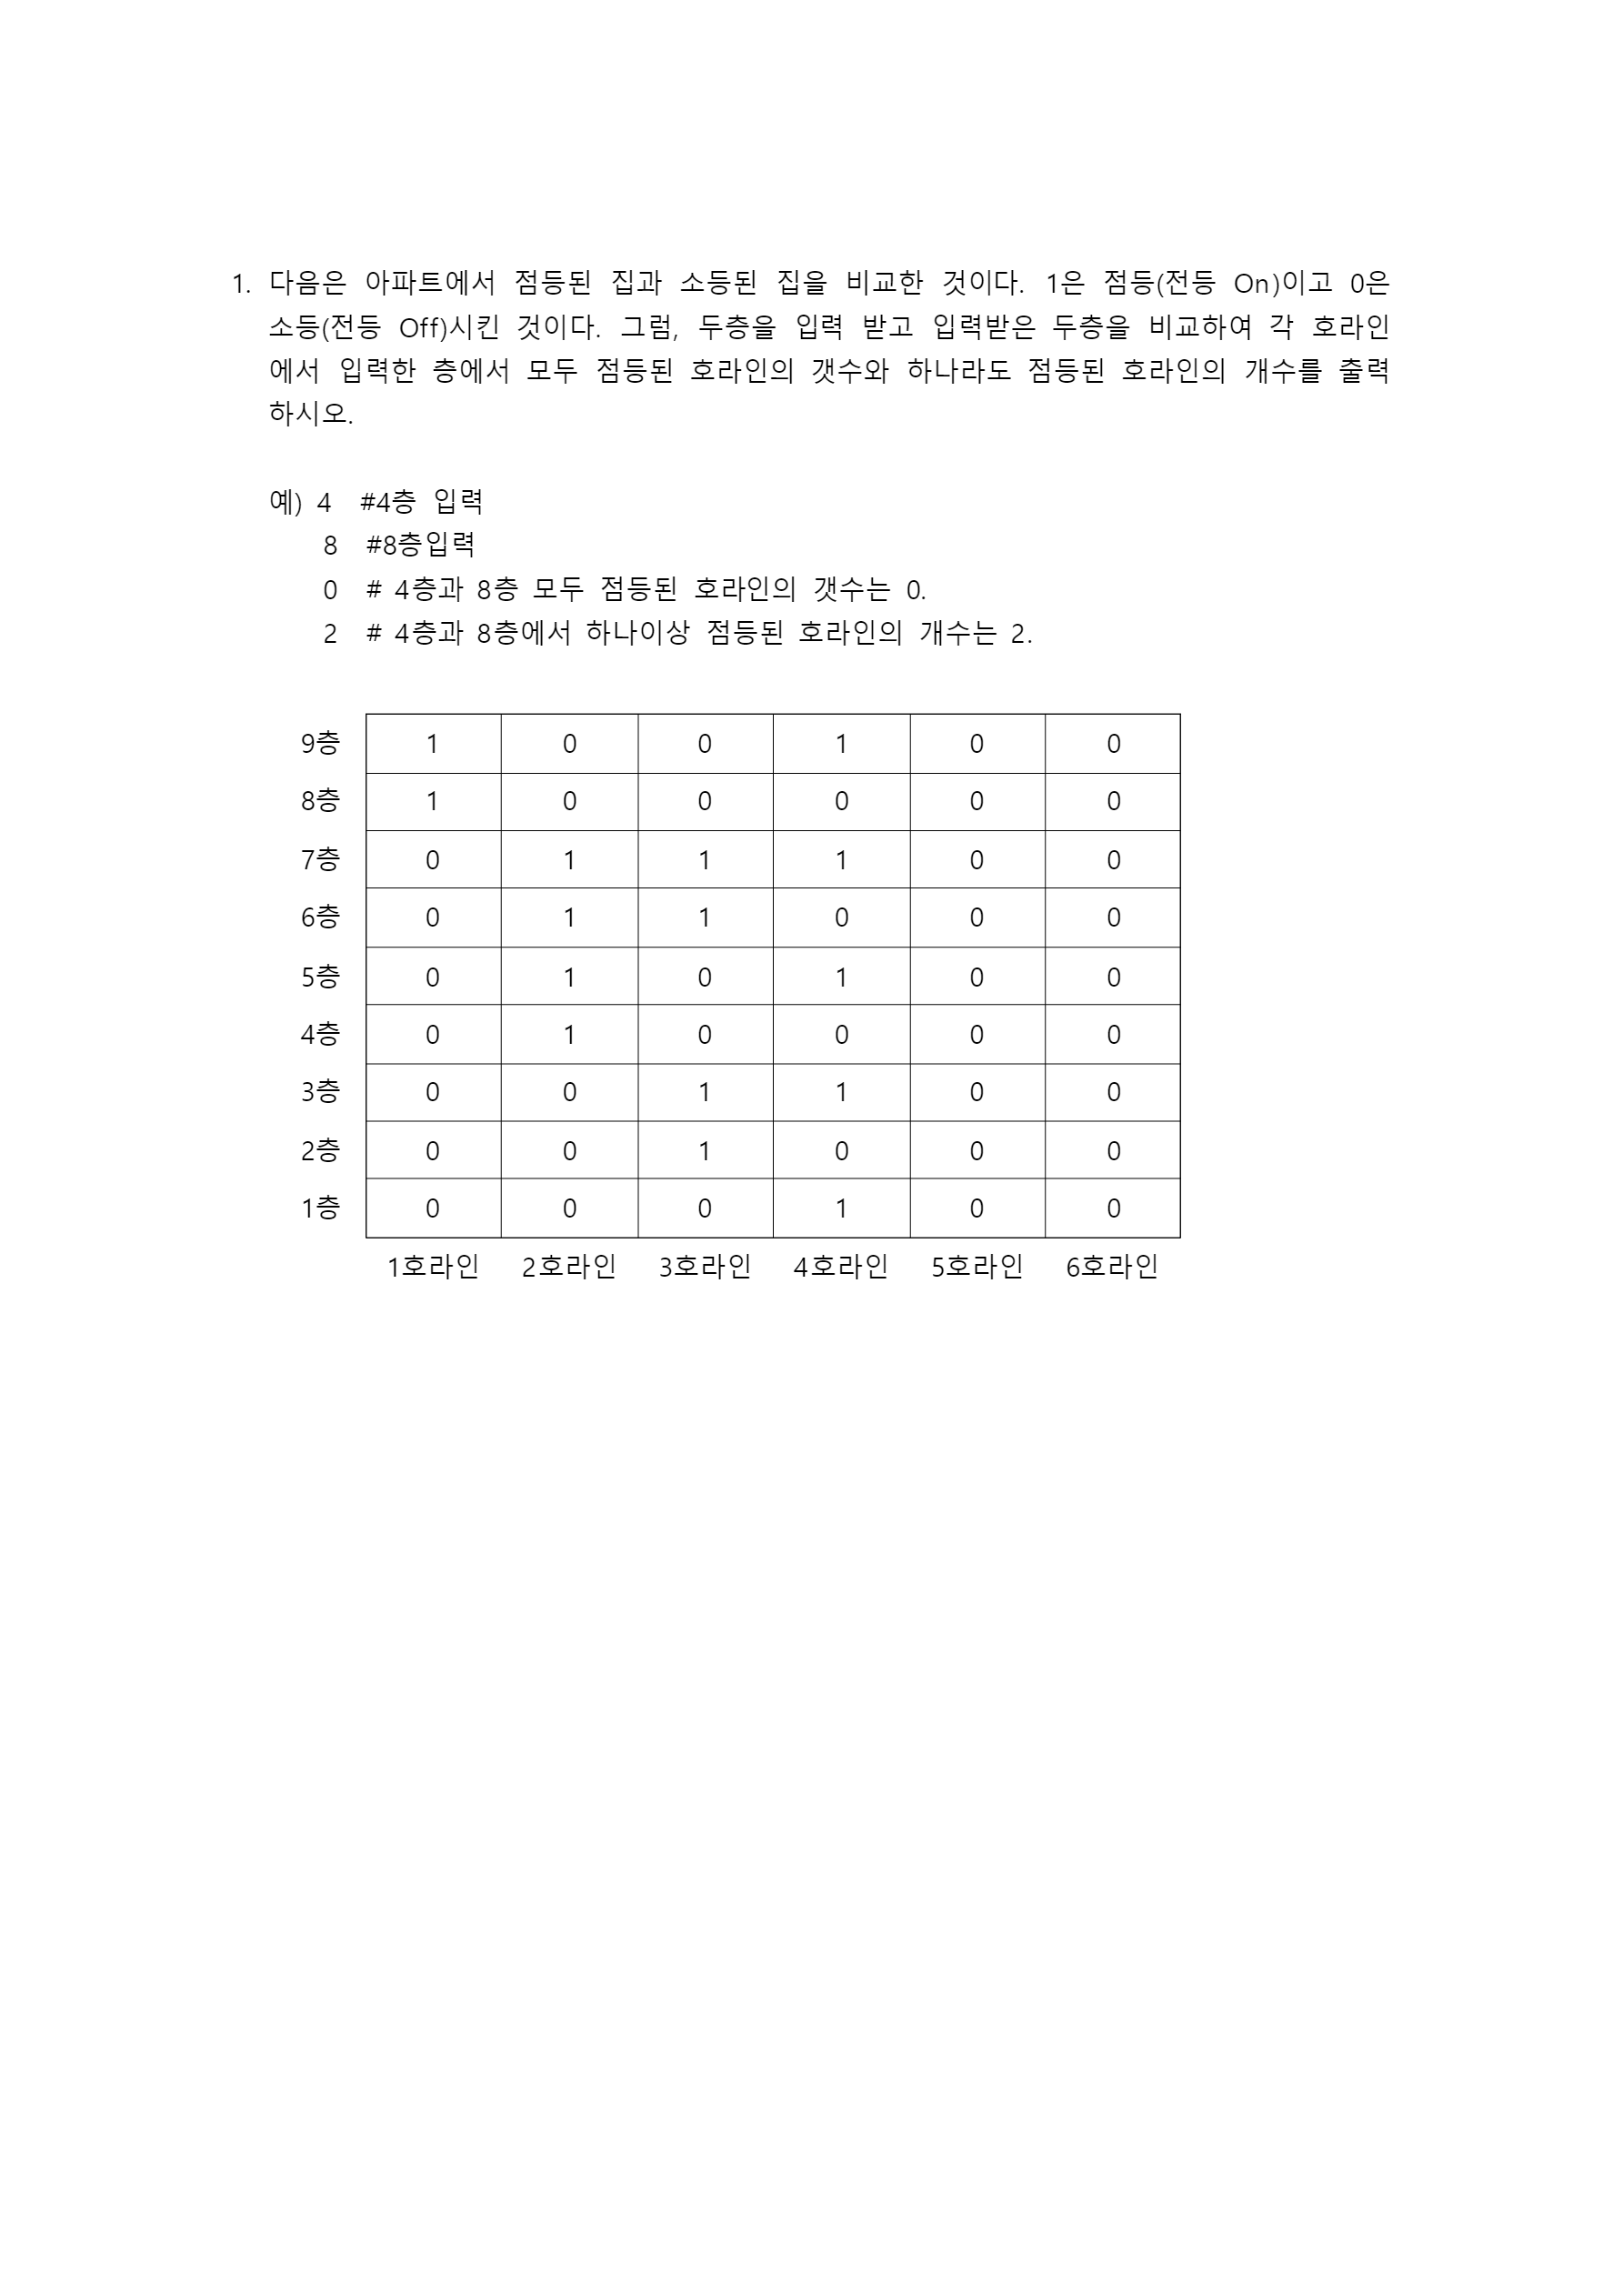 1. 다음은 아파트에서 점등된 집과 소등된 집을 비교한 것이다. 1은 점등(전등 On)이고 0은
소등(전등 Off)시킨 것이다. 그럼, 두층을 입력 받고 입력받은 두층을 비교하여 각 호라인
에서 입력한 층에서 모두 점등된 호라인의 갯수와 하나라도 점등된 호라인의 개수를 출력
하시오.
예) 4 #4층 입력
8 #8층입력
0 # 4층과 8층 모두 점등된 호라인의 갯수는 0.
2 # 4층과 8층에서 하나이상 점등된 호라인의 개수는 2.
9층 1 0 0 1 0 0
8층 1 0 0 0 0 0
7층 0 1 1 1 0 0
6층 0 1 1 0 0 0
5층 0 1 0 1 0 0
4층 0 1 0 0 0 0
3층 0 0 1 1 0 0
2층 0 0 1 0 0 0
1층 0 0 0 1 0 0
1호라인 2호라인 3호라인 4호라인 5호라인 6호라인